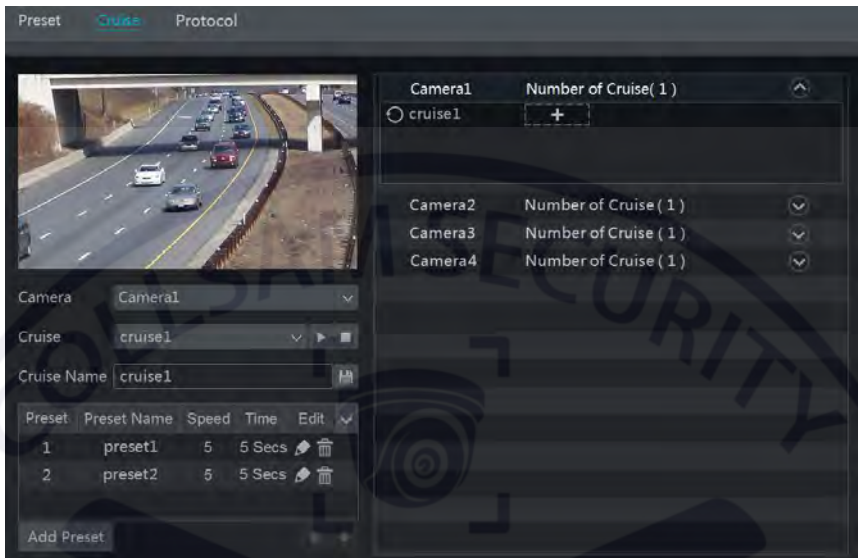 Preset Cruise Protocol
Camera1 Number of Cruise( 1 )
cruise1 +
Camera2 Number of Cruise ( 1 )
Camera3 Number of Cruise ( 1 )
Camera4 Number of Cruise ( 1 )
Camera Camera1
Cruise cruise1
Cruise Name cruise1
Preset Preset Name Speed Time Edit
1 preset1 5 5 Secs
2 preset2 5 5 Secs
Add Preset
COLLSAM SECURITY